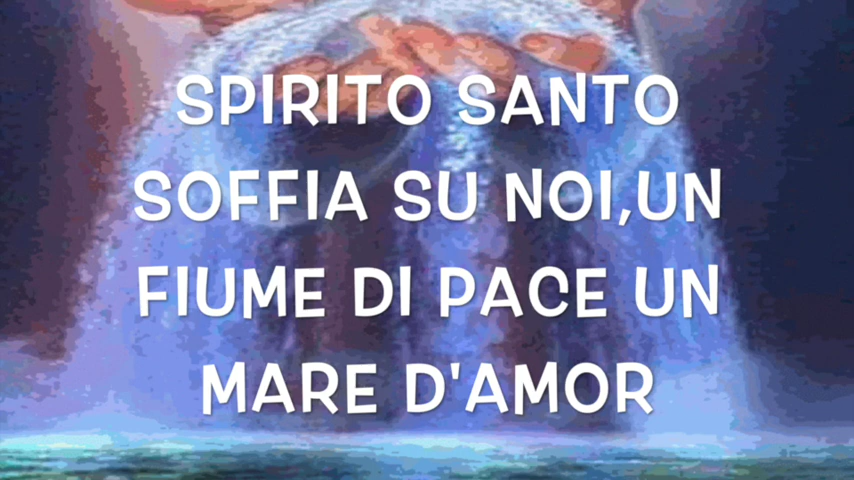 SPIRITO SANTO
SOFFIA SU NOI,UN
FIUME DI PACE UN
MARE D'AMOR